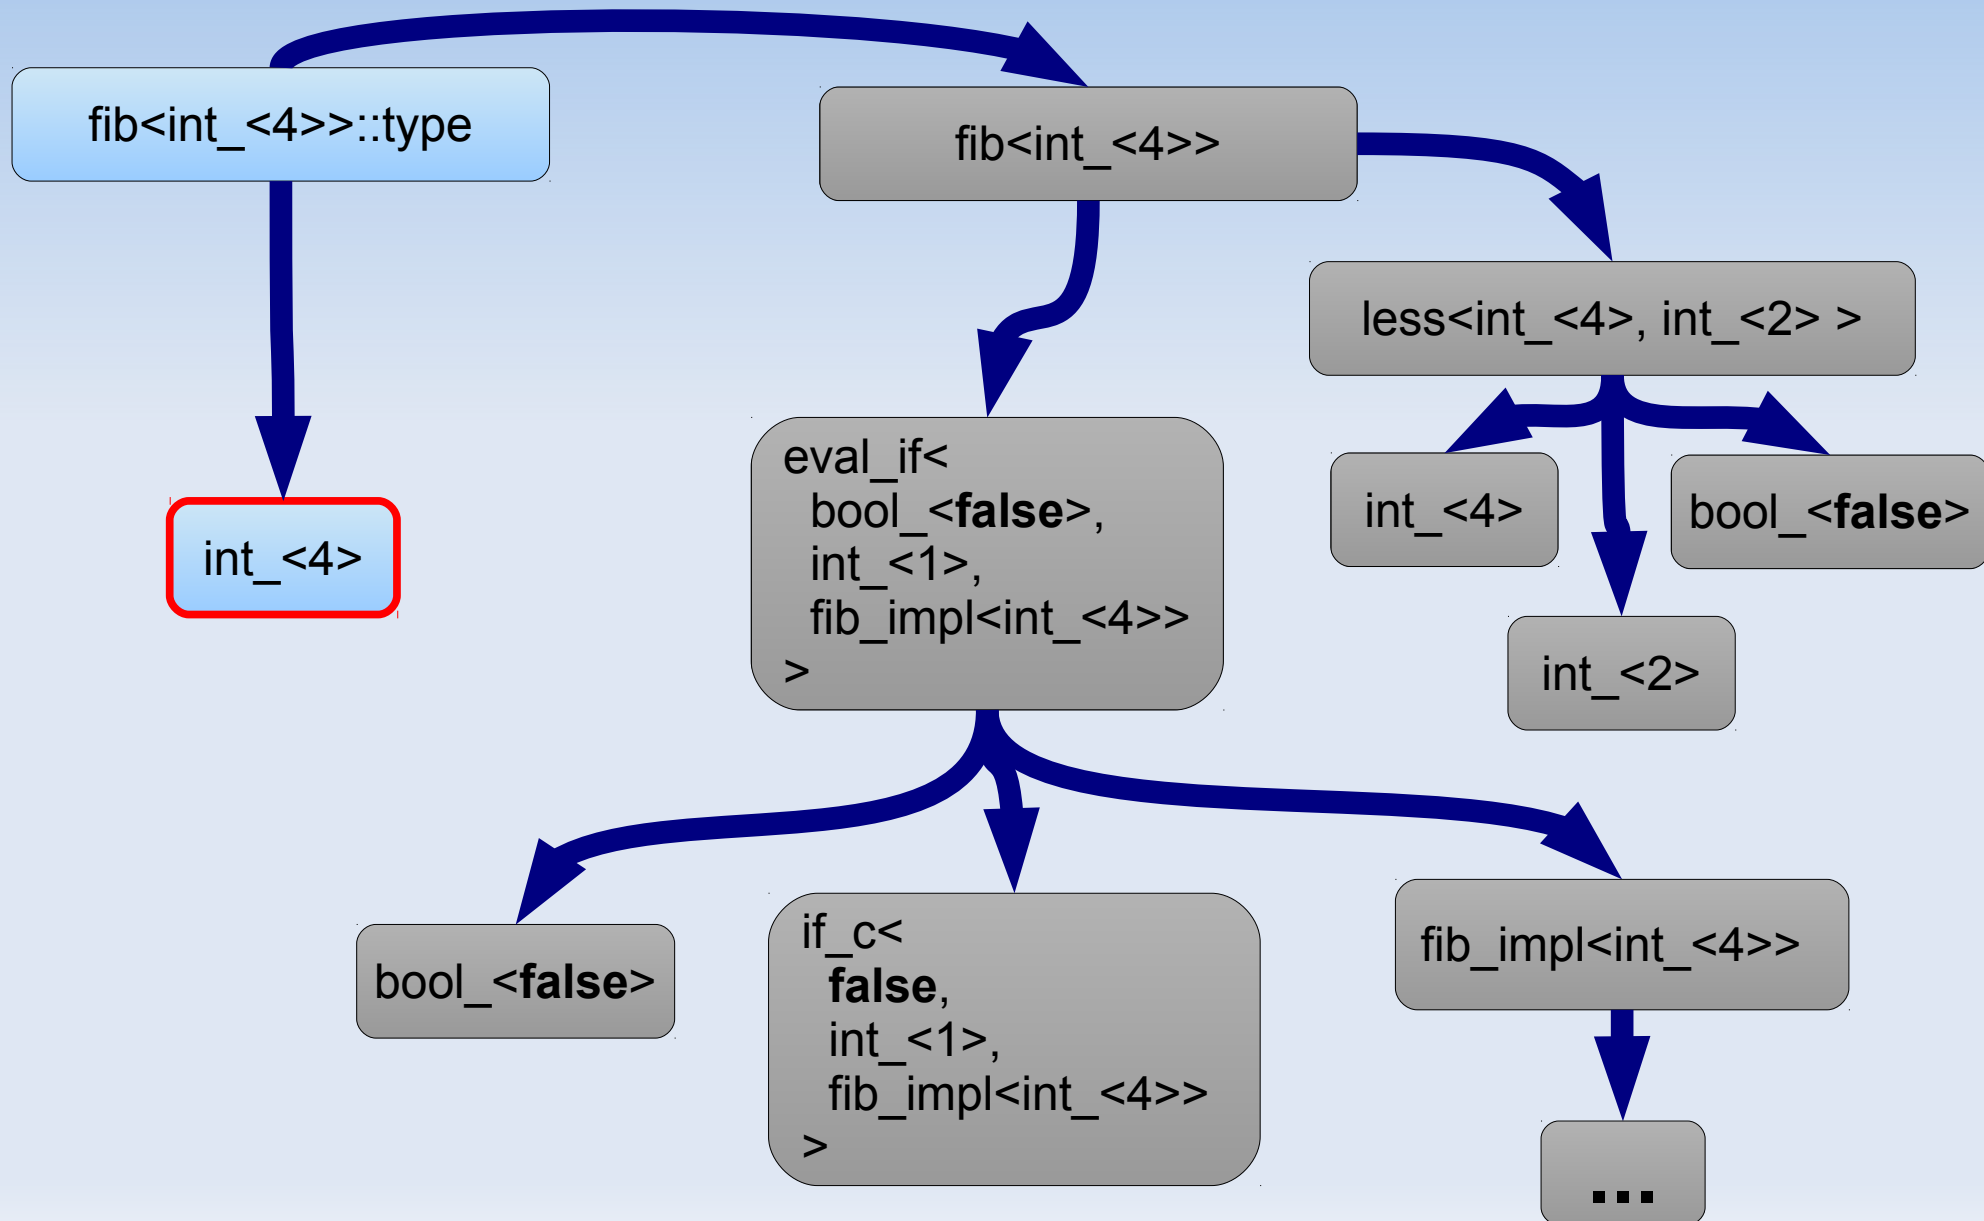 fib<int_<4>>::type
fib<int_<4>>
less<int_<4>, int_<2> >
int_<4>
eval_if<
bool_<false>,
int_<1>,
fib_impl<int_<4>>
>
int_<4>
bool_<false>
int_<2>
bool_<false>
if_c<
false,
int_<1>,
fib_impl<int_<4>>
>
fib_impl<int_<4>>
...